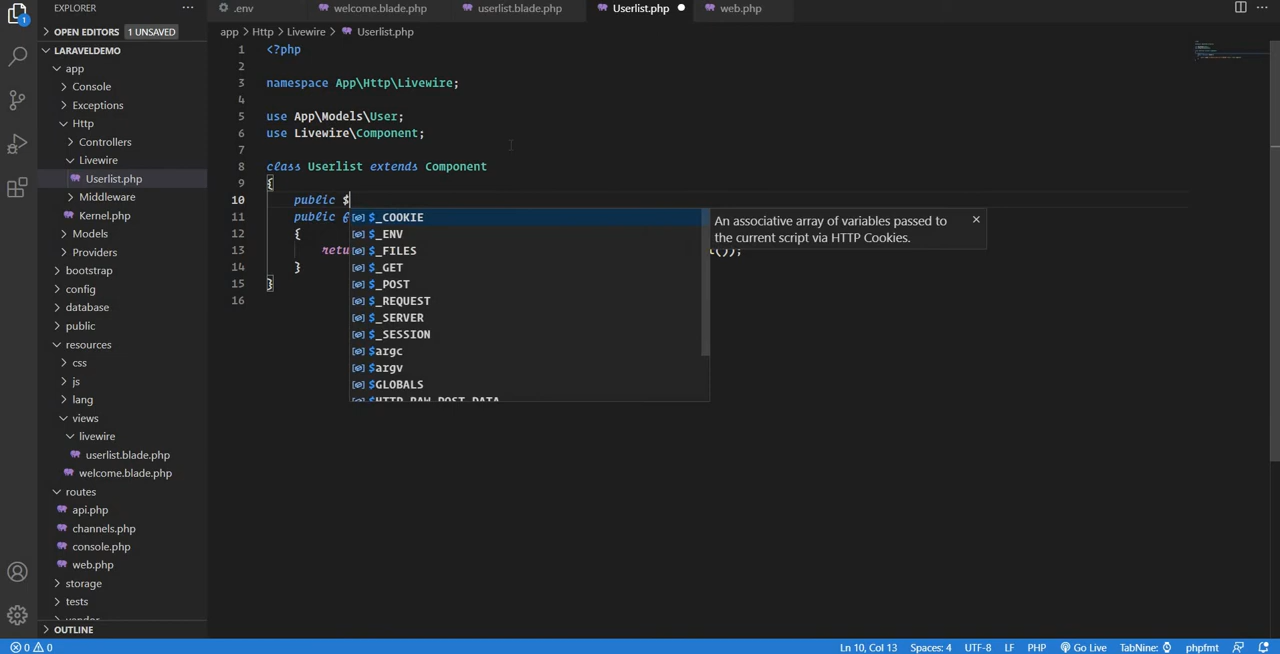 EXPLORER
OPEN EDITORS 1 UNSAVED
LARAVELDEMO
app
Console
Exceptions
Http
Controllers
Livewire
Userlist.php
Middleware
Kernel.php
Models
Providers
bootstrap
config
database
public
resources
css
js
lang
views
livewire
userlist.blade.php
welcome.blade.php
routes
api.php
channels.php
console.php
web.php
storage
tests
OUTLINE
.env welcome.blade.php userlist.blade.php Userlist.php web.php
app > Http > Livewire > Userlist.php
1 <?php
2
3 namespace App\Http\Livewire;
4
5 use App\Models\User;
6 use Livewire\Component;
7
8 class Userlist extends Component
9 {
10 public $
11 public
12 {
13 retu t());
14 }
15 }
16
$_COOKIE
$_ENV
$_FILES
$_GET
$_POST
$_REQUEST
$_SERVER
$_SESSION
$argc
$argv
$GLOBALS
$HTTP_RAW_POST_DATA
An associative array of variables passed to
the current script via HTTP Cookies.
1
0 0 Ln 10, Col 13 Spaces: 4 UTF-8 LF PHP Go Live TabNine: phpfmt